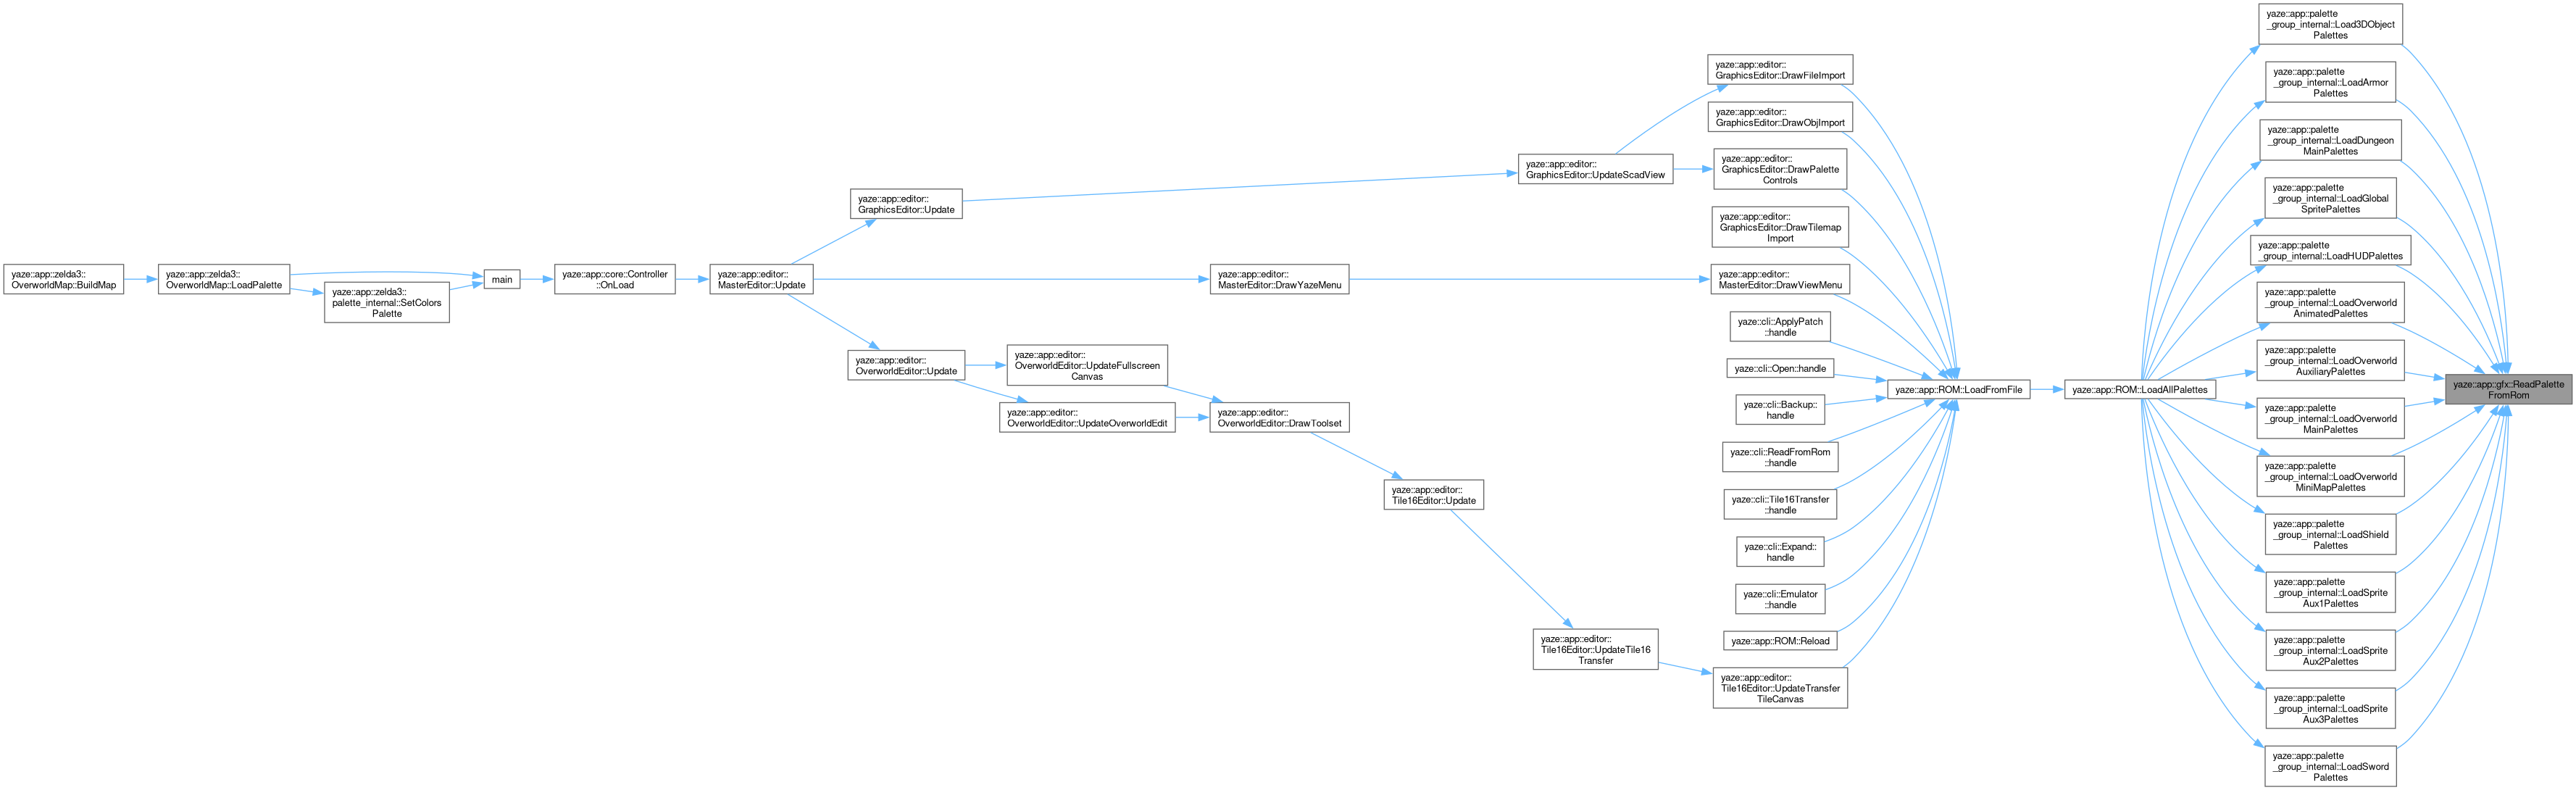 yaze::app::zelda3::
OverworldMap::BuildMap
yaze::app::zelda3::
OverworldMap::LoadPalette
yaze::app::zelda3::
palette_internal::SetColors
Palette
main
yaze::app::core::Controller
::OnLoad
yaze::app::editor::
MasterEditor::Update
yaze::app::editor::
GraphicsEditor::Update
yaze::app::editor::
OverworldEditor::Update
yaze::app::editor::
OverworldEditor::UpdateFullscreen
Canvas
yaze::app::editor::
OverworldEditor::UpdateOverworldEdit
yaze::app::editor::
MasterEditor::DrawYazeMenu
yaze::app::editor::
OverworldEditor::DrawToolset
yaze::app::editor::
Tile16Editor::Update
yaze::app::editor::
GraphicsEditor::UpdateScadView
yaze::app::editor::
Tile16Editor::UpdateTile16
Transfer
yaze::app::editor::
GraphicsEditor::DrawFileImport
yaze::app::editor::
GraphicsEditor::DrawObjImport
yaze::app::editor::
GraphicsEditor::DrawPalette
Controls
yaze::app::editor::
GraphicsEditor::DrawTilemap
Import
yaze::app::editor::
MasterEditor::DrawViewMenu
yaze::cli::ApplyPatch
::handle
yaze::cli::Open::handle
yaze::cli::Backup::
handle
yaze::cli::ReadFromRom
::handle
yaze::cli::Tile16Transfer
::handle
yaze::cli::Expand::
handle
yaze::cli::Emulator
::handle
yaze::app::ROM::Reload
yaze::app::editor::
Tile16Editor::UpdateTransfer
TileCanvas
yaze::app::ROM::LoadFromFile
yaze::app::ROM::LoadAllPalettes
yaze::app::palette
_group_internal::Load3DObject
Palettes
yaze::app::palette
_group_internal::LoadArmor
Palettes
yaze::app::palette
_group_internal::LoadDungeon
MainPalettes
yaze::app::palette
_group_internal::LoadGlobal
SpritePalettes
yaze::app::palette
_group_internal::LoadHUDPalettes
yaze::app::palette
_group_internal::LoadOverworld
AnimatedPalettes
yaze::app::palette
_group_internal::LoadOverworld
AuxiliaryPalettes
yaze::app::palette
_group_internal::LoadOverworld
MainPalettes
yaze::app::palette
_group_internal::LoadOverworld
MiniMapPalettes
yaze::app::palette
_group_internal::LoadShield
Palettes
yaze::app::palette
_group_internal::LoadSprite
Aux1Palettes
yaze::app::palette
_group_internal::LoadSprite
Aux2Palettes
yaze::app::palette
_group_internal::LoadSprite
Aux3Palettes
yaze::app::palette
_group_internal::LoadSword
Palettes
yaze::app::gfx::ReadPalette
FromRom